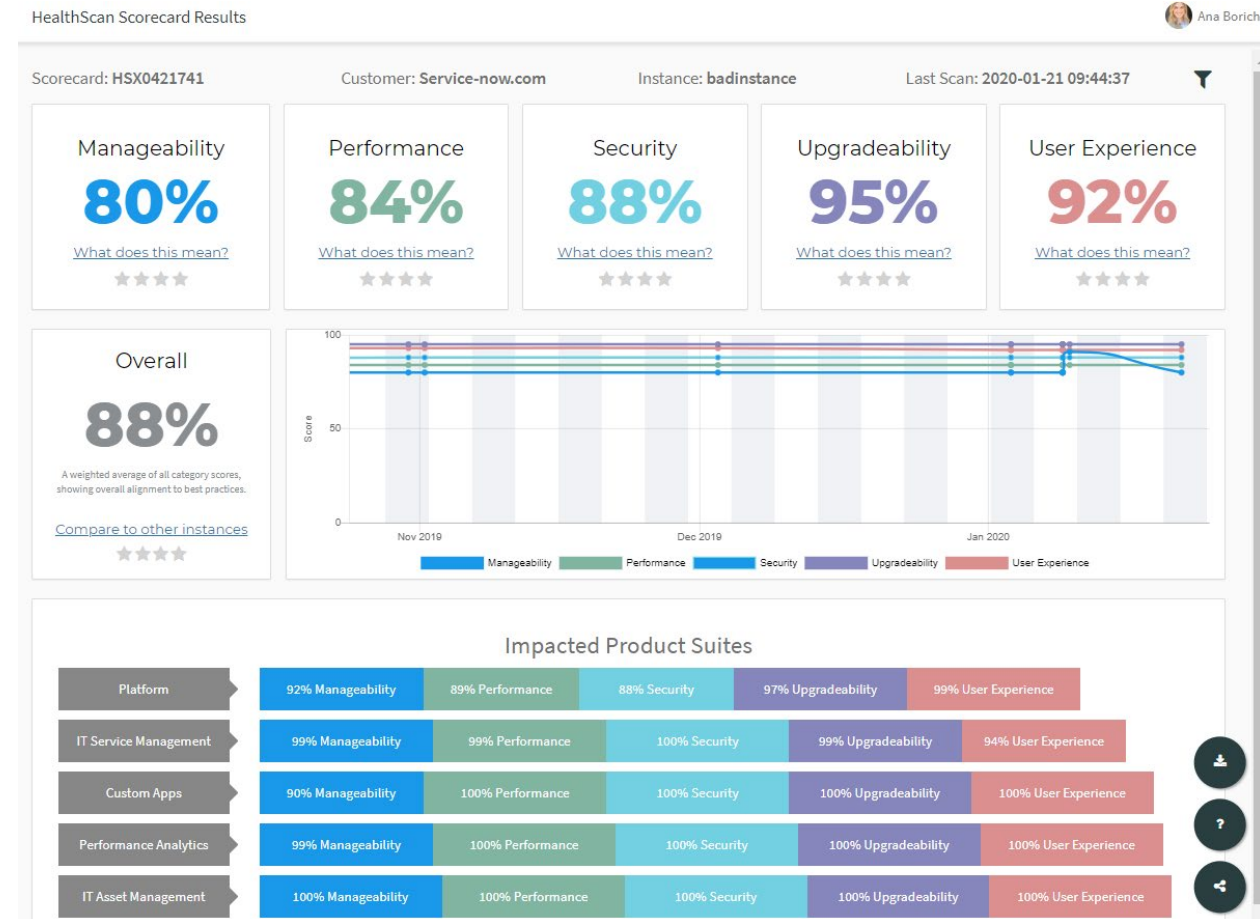 HealthScan Scorecard Results
Ana Borich
Scorecard: HSX0421741
Customer: Service-now.com
Instance: badinstance
Last Scan: 2020-01-21 09:44:37
Manageability
80%
What does this mean?
Performance
84%
What does this mean?
Security
88%
What does this mean?
Upgradeability
95%
What does this mean?
User Experience
92%
What does this mean?
Overall
88%
A weighted average of all category scores,
showing overall alignment to best practices.
Compare to other instances
100
50
0
Score
Nov 2019
Dec 2019
Jan 2020
Manageability
Performance
Security
Upgradeability
User Experience
Impacted Product Suites
Platform
92% Manageability
89% Performance
88% Security
97% Upgradeability
99% User Experience
IT Service Management
99% Manageability
99% Performance
100% Security
99% Upgradeability
94% User Experience
Custom Apps
90% Manageability
100% Performance
100% Security
100% Upgradeability
100% User Experience
Performance Analytics
99% Manageability
100% Performance
100% Security
100% Upgradeability
100% User Experience
IT Asset Management
100% Manageability
100% Performance
100% Security
100% Upgradeability
100% User Experience
?